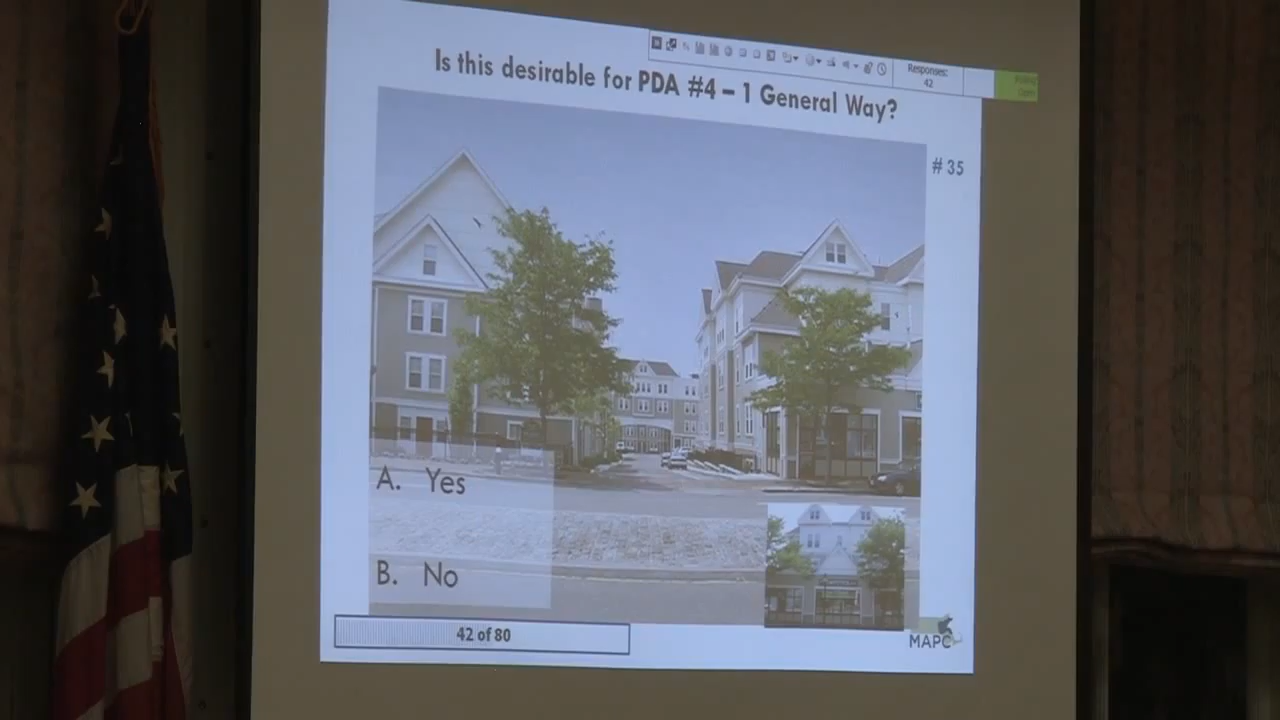 Responses:
42
Is this desirable for PDA #4 – 1 General Way?
# 35
A. Yes
B. No
42 of 80
MAPC